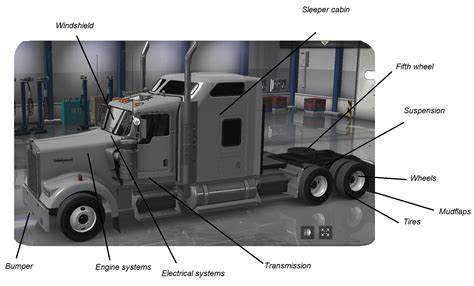 Sleeper cabin
Windshield
Fifth wheel
Suspension
Wheels
Mudflaps
Tires
Transmission
Electrical systems
Engine systems
Bumper